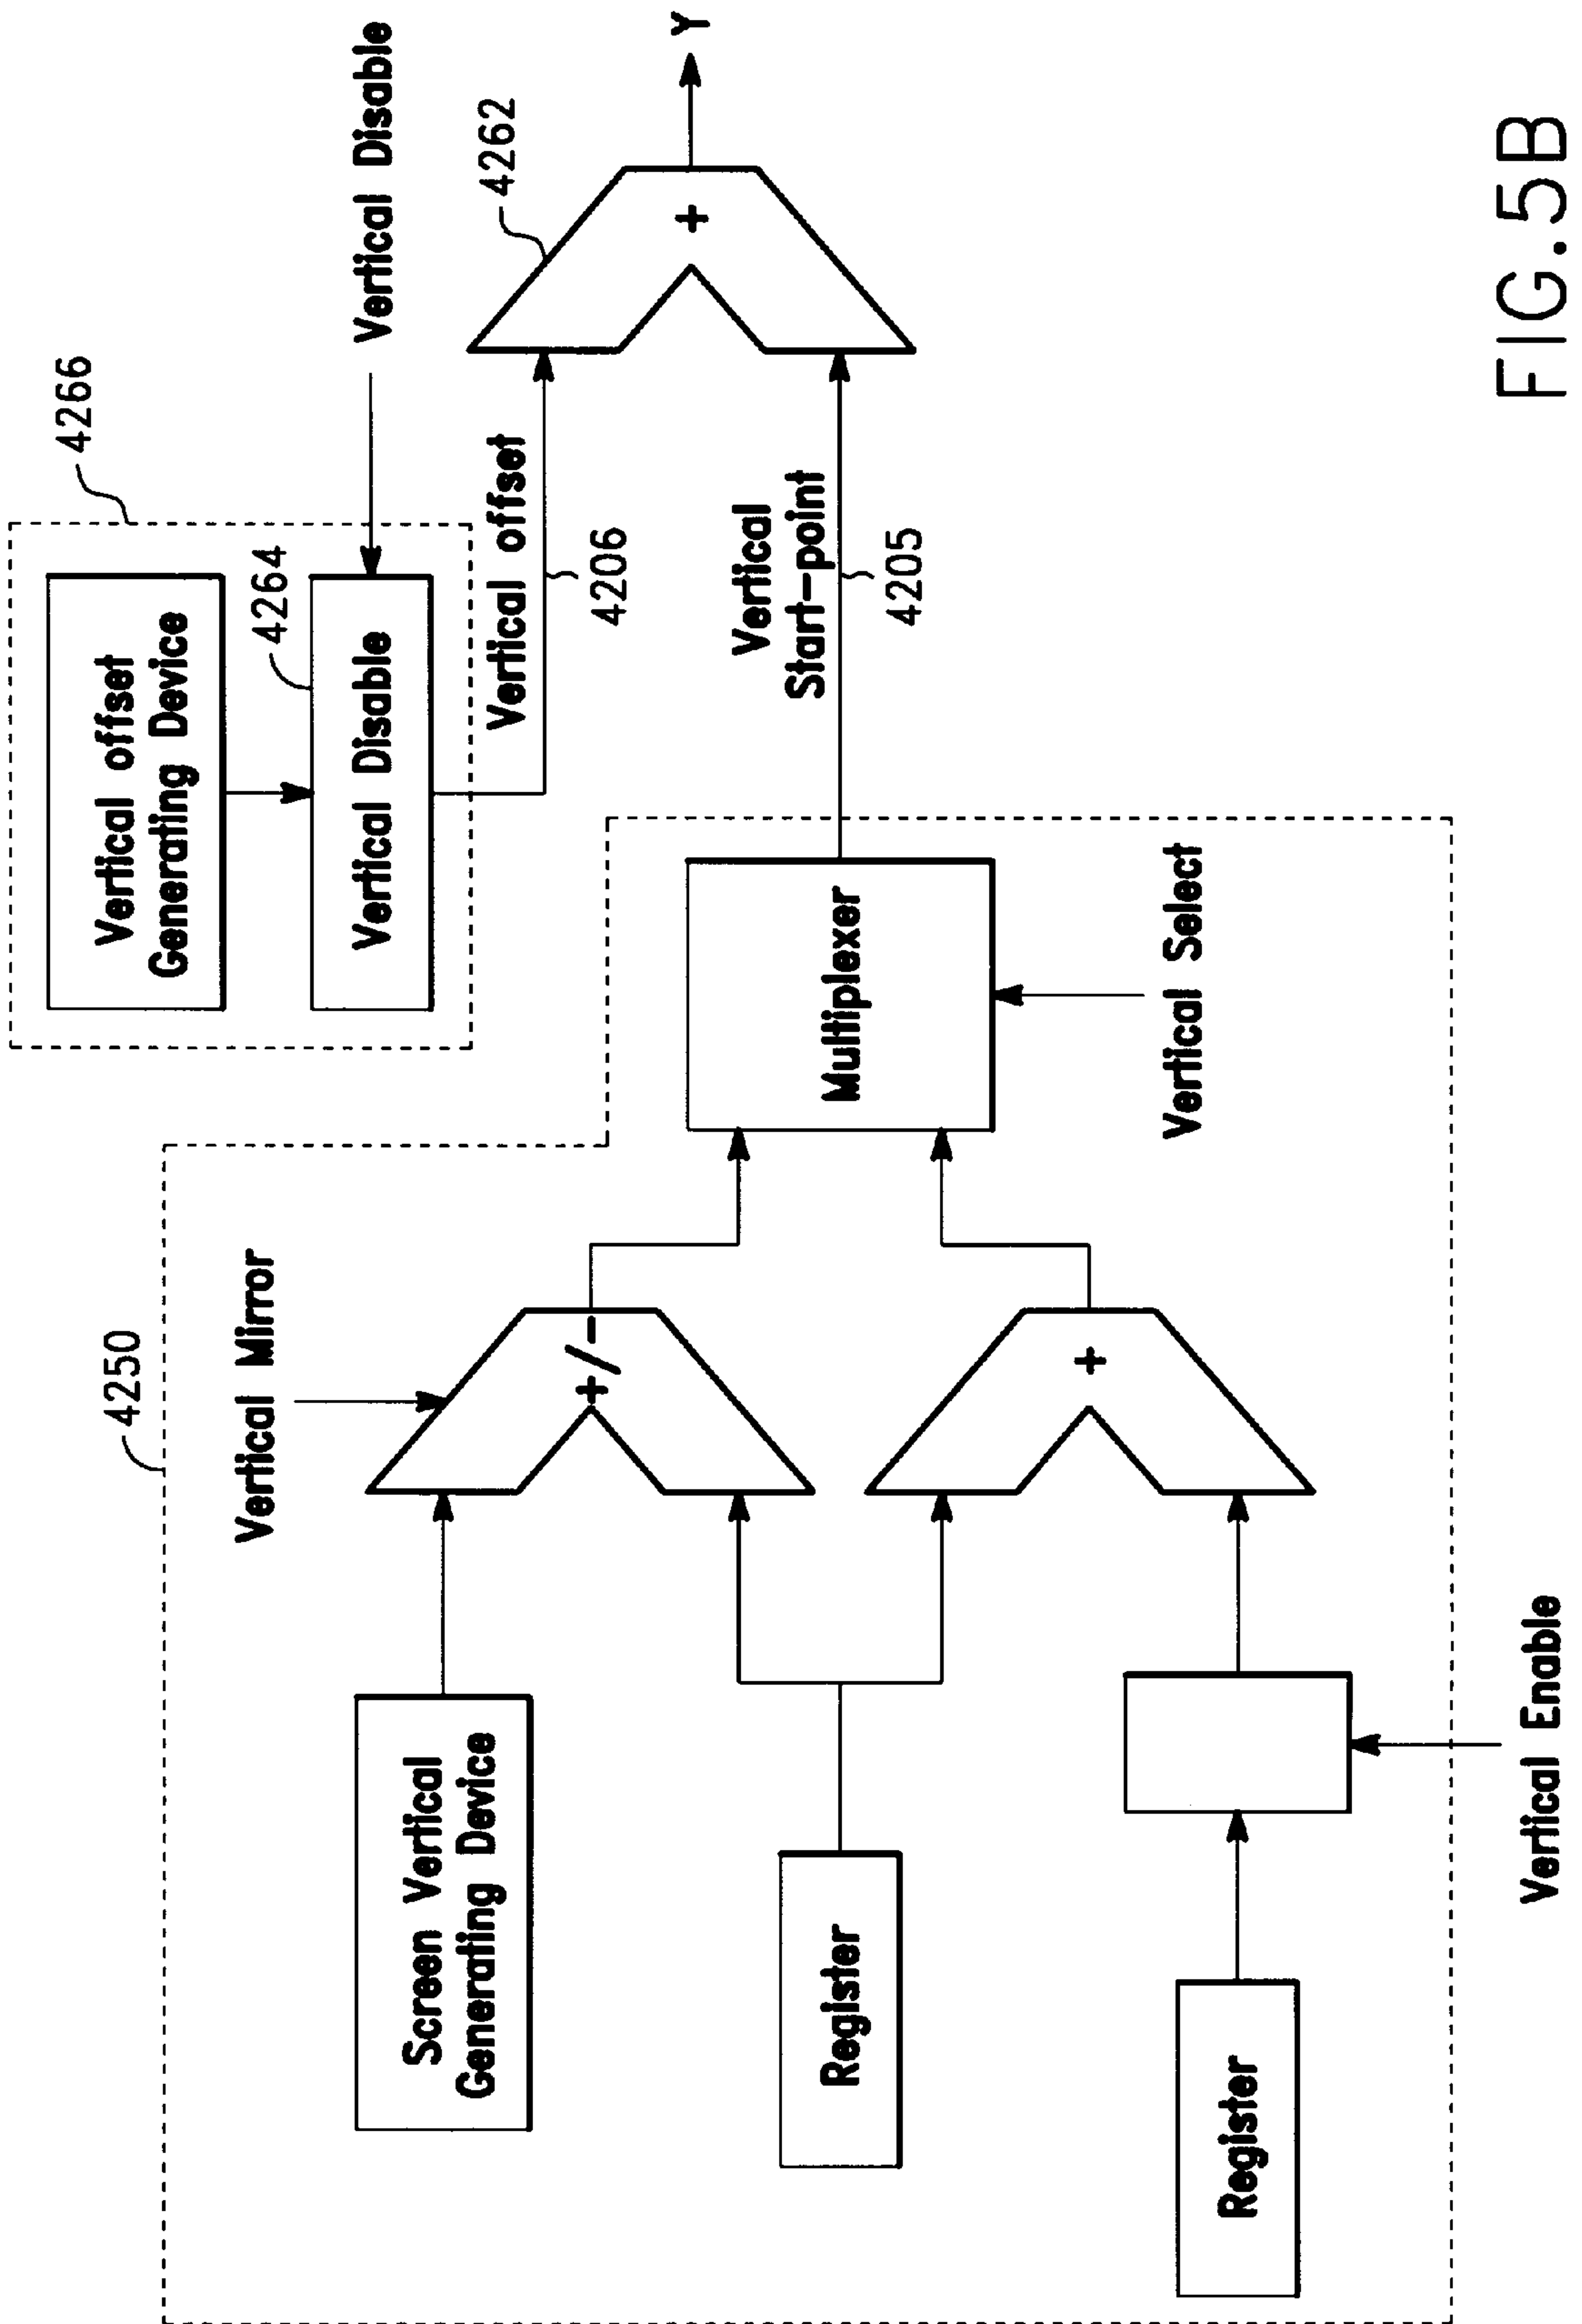 4266
Vertical offset
Generating Device
4264
Vertical Disable
Vertical Disable
Vertical offset
4206
4262
+
Y
Vertical
Start-point
4205
4250
Vertical Mirror
Screen Vertical
Generating Device
+/-
Register
+
Multiplexer
Vertical Select
Register
Vertical Enable
FIG.5B